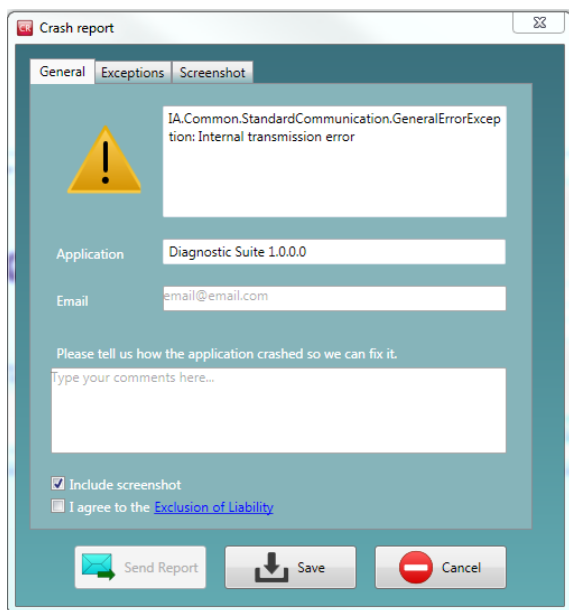 CR Crash report
General Exceptions Screenshot
IA.Common.StandardCommunication.GeneralErrorExcep
tion: Internal transmission error
Application Diagnostic Suite 1.0.0.0
Email email@email.com
Please tell us how the application crashed so we can fix it.
Type your comments here...
Include screenshot
I agree to the Exclusion of Liability
Send Report Save Cancel